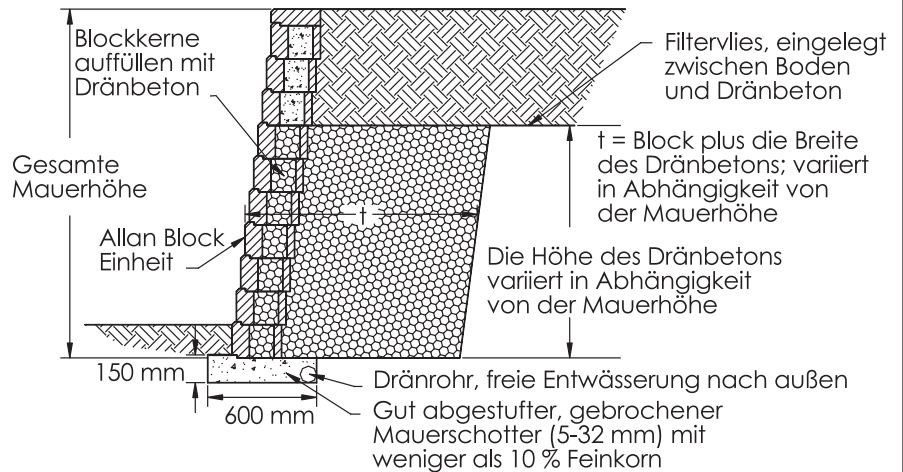 Blockkerne
auffüllen mit
Dränbeton
Filtervlies, eingelegt
zwischen Boden
und Dränbeton
Gesamte
Mauerhöhe
t = Block plus die Breite
des Dränbetons; variiert
in Abhängigkeit von
der Mauerhöhe
t
Allan Block
Einheit
Die Höhe des Dränbetons
variiert in Abhängigkeit
von der Mauerhöhe
150 mm
600 mm
Dränrohr, freie Entwässerung nach außen
Gut abgestufter, gebrochener
Mauerschotter (5-32 mm) mit
weniger als 10 % Feinkorn